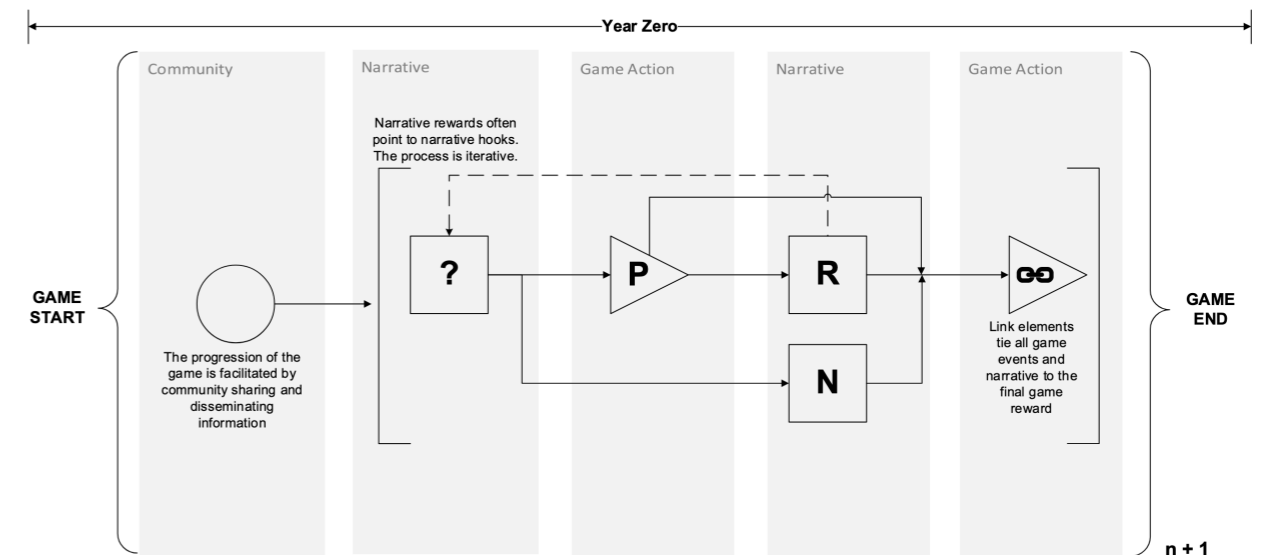 Year Zero
Community
Narrative
Game Action
Narrative
Game Action
Narrative rewards often
point to narrative hooks.
The process is iterative.
?
P
R
N
GAME
START
The progression of the
game is facilitated by
community sharing and
disseminating
information
Link elements
tie all game
events and
narrative to the
final game
reward
GAME
END
n + 1